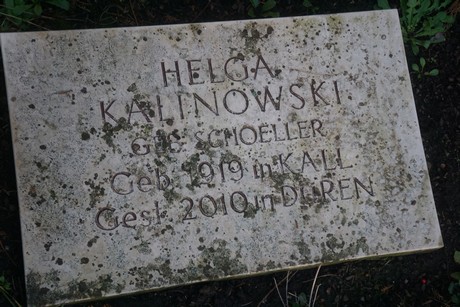 HELGA
KALINOWSKI
GEB. SCHOELLER
Geb. 1919 in KALL
Gest. 2010 in DÜREN